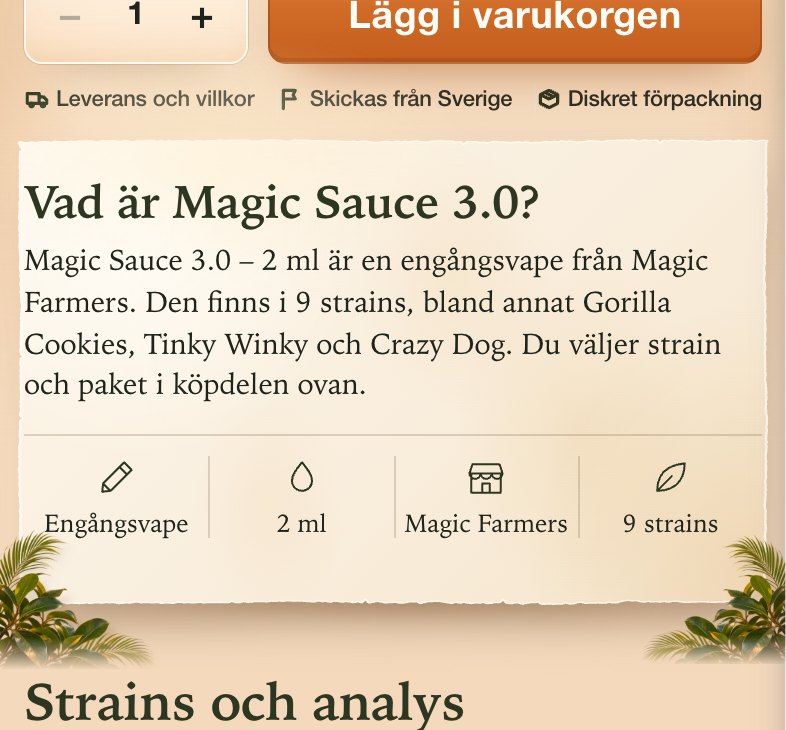 1
+
Lägg i varukorgen
Leverans och villkor
Skickas från Sverige
Diskret förpackning
Vad är Magic Sauce 3.0?
Magic Sauce 3.0 – 2 ml är en engångsvape från Magic
Farmers. Den finns i 9 strains, bland annat Gorilla
Cookies, Tinky Winky och Crazy Dog. Du väljer strain
och paket i köpdelen ovan.
Engångsvape
2 ml
Magic Farmers
9 strains
Strains och analys